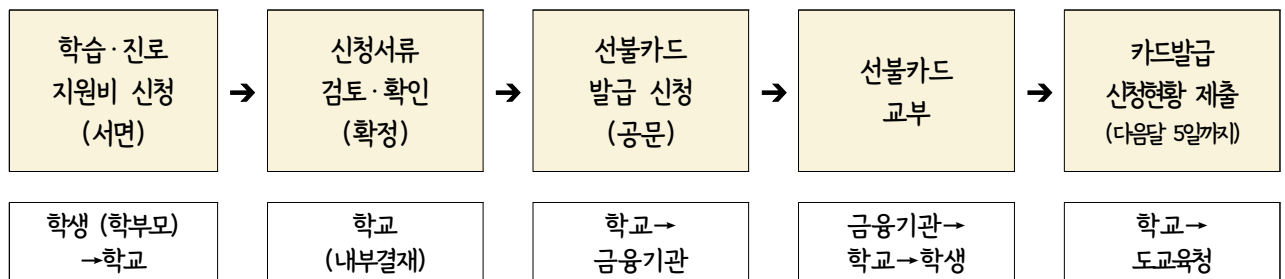 학습·진로
지원비 신청
(서면)
➔
신청서류
검토·확인
(확정)
➔
선불카드
발급 신청
(공문)
➔
선불카드
교부
➔
카드발급
신청현황 제출
(다음달 5일까지)
학생 (학부모)
→학교
학교
(내부결재)
학교→
금융기관
금융기관→
학교→학생
학교→
도교육청